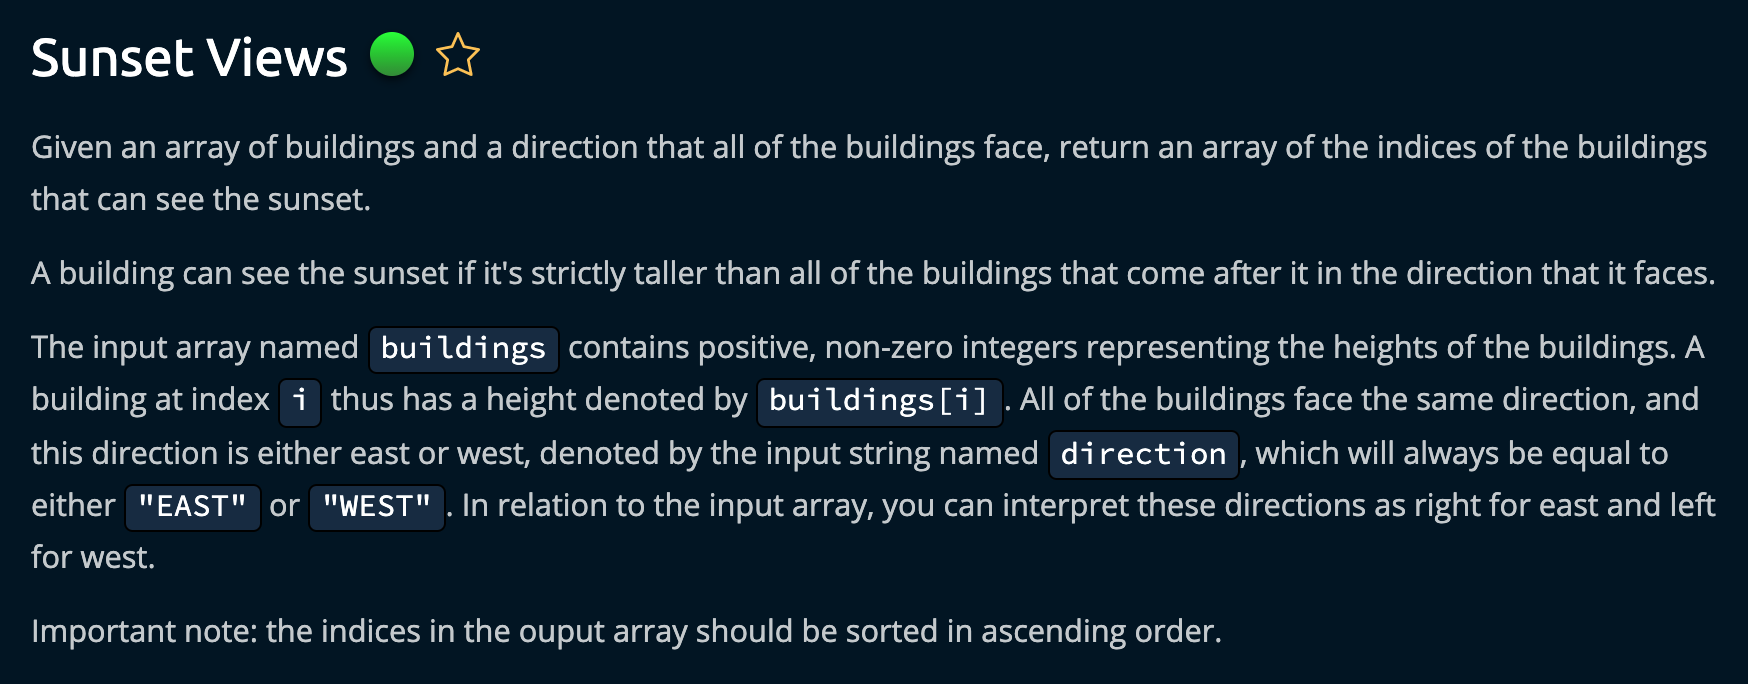 Sunset Views
Given an array of buildings and a direction that all of the buildings face, return an array of the indices of the buildings
that can see the sunset.
A building can see the sunset if it's strictly taller than all of the buildings that come after it in the direction that it faces.
The input array named buildings contains positive, non-zero integers representing the heights of the buildings. A
building at index i thus has a height denoted by buildings[i]. All of the buildings face the same direction, and
this direction is either east or west, denoted by the input string named direction, which will always be equal to
either "EAST" or "WEST". In relation to the input array, you can interpret these directions as right for east and left
for west.
Important note: the indices in the ouput array should be sorted in ascending order.